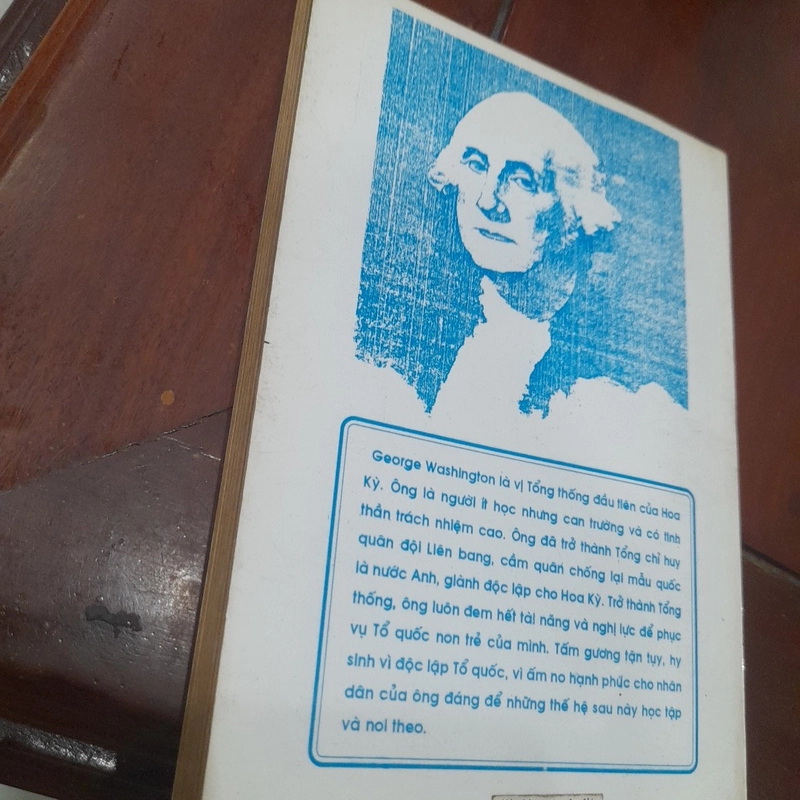 George Washington là vị Tổng thống đầu tiên của Hoa
Kỳ. Ông là người ít học nhưng can trường và có tinh
thần trách nhiệm cao. Ông đã trở thành Tổng chỉ huy
quân đội Liên bang, cầm quân chống lại mẫu quốc
là nước Anh, giành độc lập cho Hoa Kỳ. Trở thành Tổng
thống, ông luôn đem hết tài năng và nghị lực để phục
vụ Tổ quốc non trẻ của mình. Tấm gương tận tụy, hy
sinh vì độc lập Tổ quốc, vì ấm no hạnh phúc cho nhân
dân của ông đáng để những thế hệ sau này học tập
và noi theo.